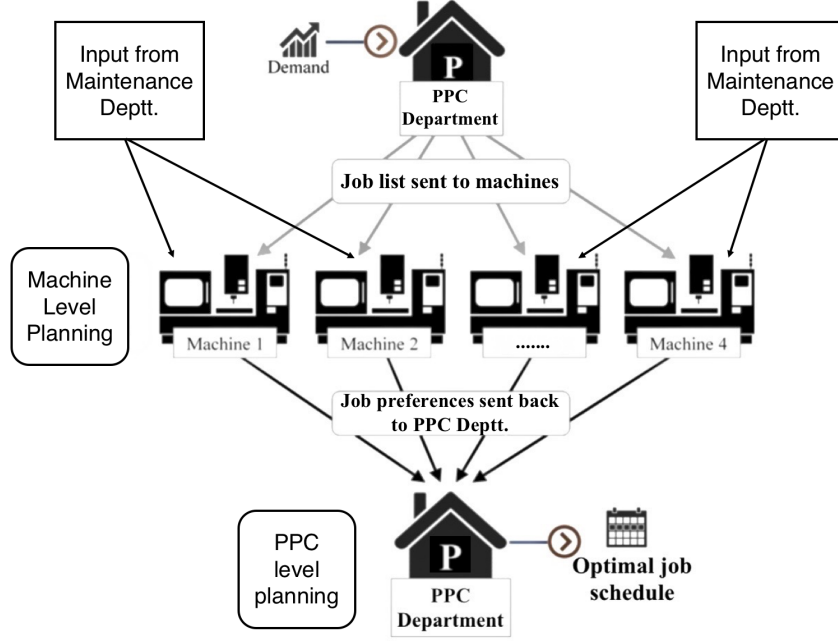 Input from
Maintenance
Deptt.
Demand
P
PPC
Department
Input from
Maintenance
Deptt.
Job list sent to machines
Machine
Level
Planning
Machine 1
Machine 2
.......
Machine 4
Job preferences sent back
to PPC Deptt.
PPC
level
planning
P
PPC
Department
Optimal job
schedule